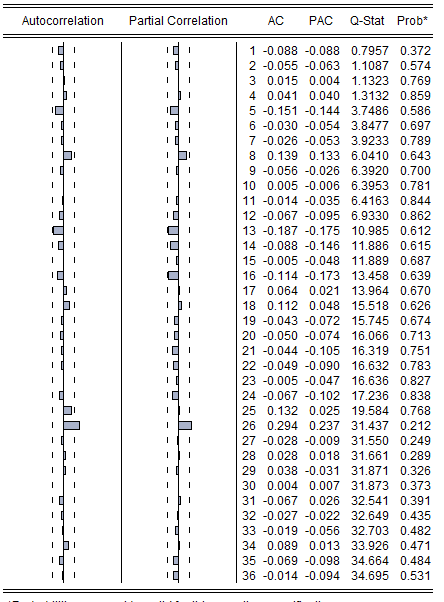 Autocorrelation Partial Correlation AC PAC Q-Stat Prob*
1 -0.088 -0.088 0.7957 0.372
2 -0.055 -0.063 1.1087 0.574
3 0.015 0.004 1.1323 0.769
4 0.041 0.040 1.3132 0.859
5 -0.151 -0.144 3.7486 0.586
6 -0.030 -0.054 3.8477 0.697
7 -0.026 -0.053 3.9233 0.789
8 0.139 0.133 6.0410 0.643
9 -0.056 -0.026 6.3920 0.700
10 0.005 -0.006 6.3953 0.781
11 -0.014 -0.035 6.4163 0.844
12 -0.067 -0.095 6.9330 0.862
13 -0.187 -0.175 10.985 0.612
14 -0.088 -0.146 11.886 0.615
15 -0.005 -0.048 11.889 0.687
16 -0.114 -0.173 13.458 0.639
17 0.064 0.021 13.964 0.670
18 0.112 0.048 15.518 0.626
19 -0.043 -0.072 15.745 0.674
20 -0.050 -0.074 16.066 0.713
21 -0.044 -0.105 16.319 0.751
22 -0.049 -0.090 16.632 0.783
23 -0.005 -0.047 16.636 0.827
24 -0.067 -0.102 17.236 0.838
25 0.132 0.025 19.584 0.768
26 0.294 0.237 31.437 0.212
27 -0.028 -0.009 31.550 0.249
28 0.028 0.018 31.661 0.289
29 0.038 -0.031 31.871 0.326
30 0.004 0.007 31.873 0.373
31 -0.067 0.026 32.541 0.391
32 -0.027 -0.022 32.649 0.435
33 -0.019 -0.056 32.703 0.482
34 0.089 0.013 33.926 0.471
35 -0.069 -0.098 34.664 0.484
36 -0.014 -0.094 34.695 0.531